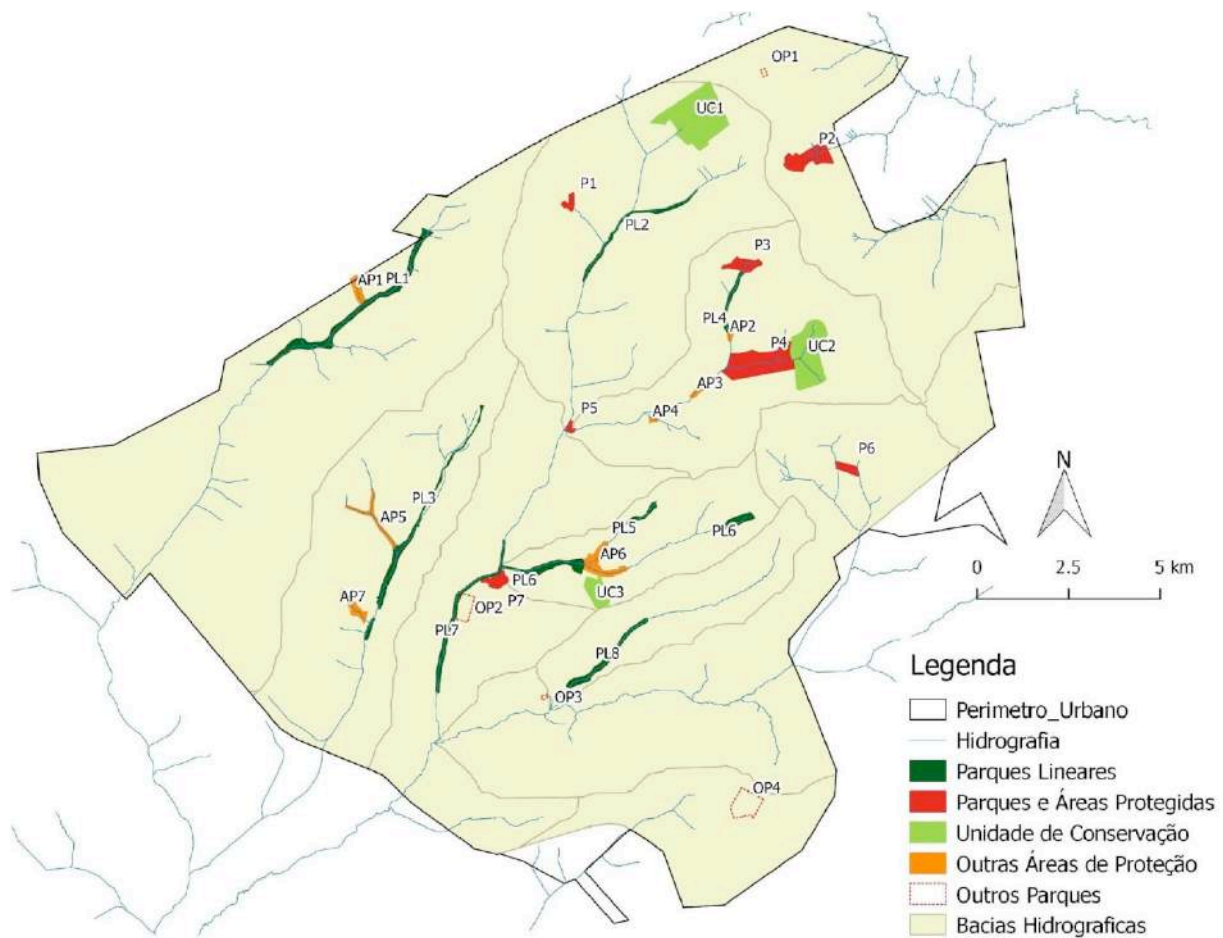 OP1
UC1
P2
P1
PL2
P3
AP1 PL1
PL4
AP2
P4
UC2
AP3
P5
AP4
P6
N
PL3
AP5
PL5
PL6
AP6
0 2.5 5 km
AP7
PL6
UC3
OP2
P7
PL7
PL8
OP3
OP4
Legenda
Perimetro_Urbano
Hidrografia
Parques Lineares
Parques e Áreas Protegidas
Unidade de Conservação
Outras Áreas de Proteção
Outros Parques
Bacias Hidrograficas